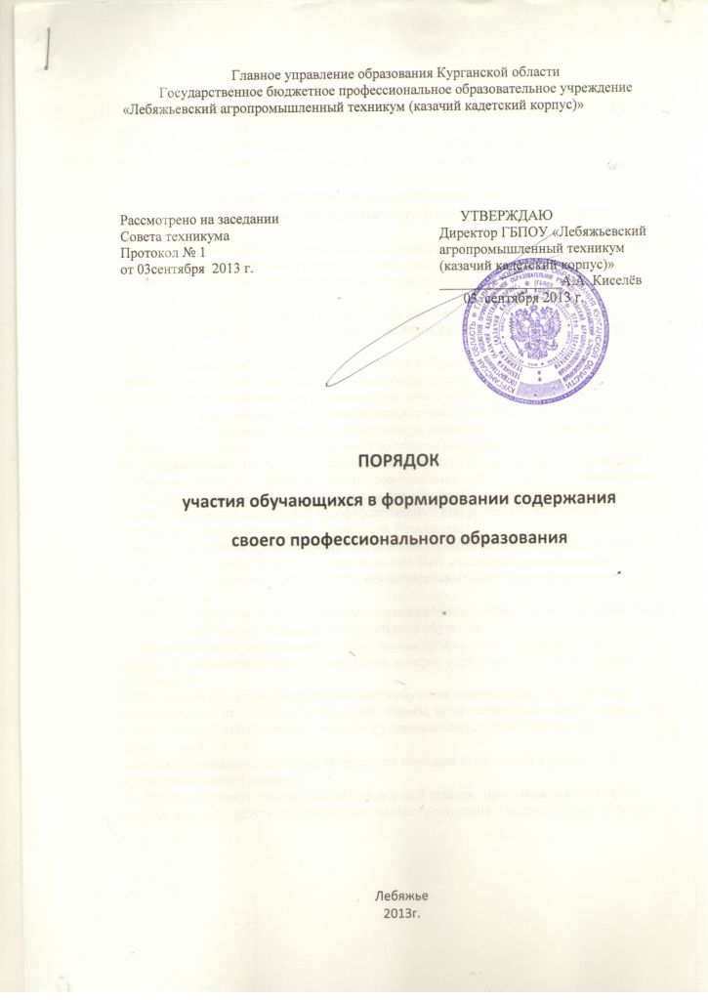 Главное управление образования Курганской области
Государственное бюджетное профессиональное образовательное учреждение
«Лебяжьевский агропромышленный техникум (казачий кадетский корпус)»
Рассмотрено на заседании
Совета техникума
Протокол № 1
от 03сентября 2013 г.
УТВЕРЖДАЮ
Директор ГБПОУ «Лебяжьевский
агропромышленный техникум
(казачий кадетский корпус)»
А.А. Киселёв
03 сентября 2013 г.
ПОРЯДОК
участия обучающихся в формировании содержания
своего профессионального образования
Лебяжье
2013г.